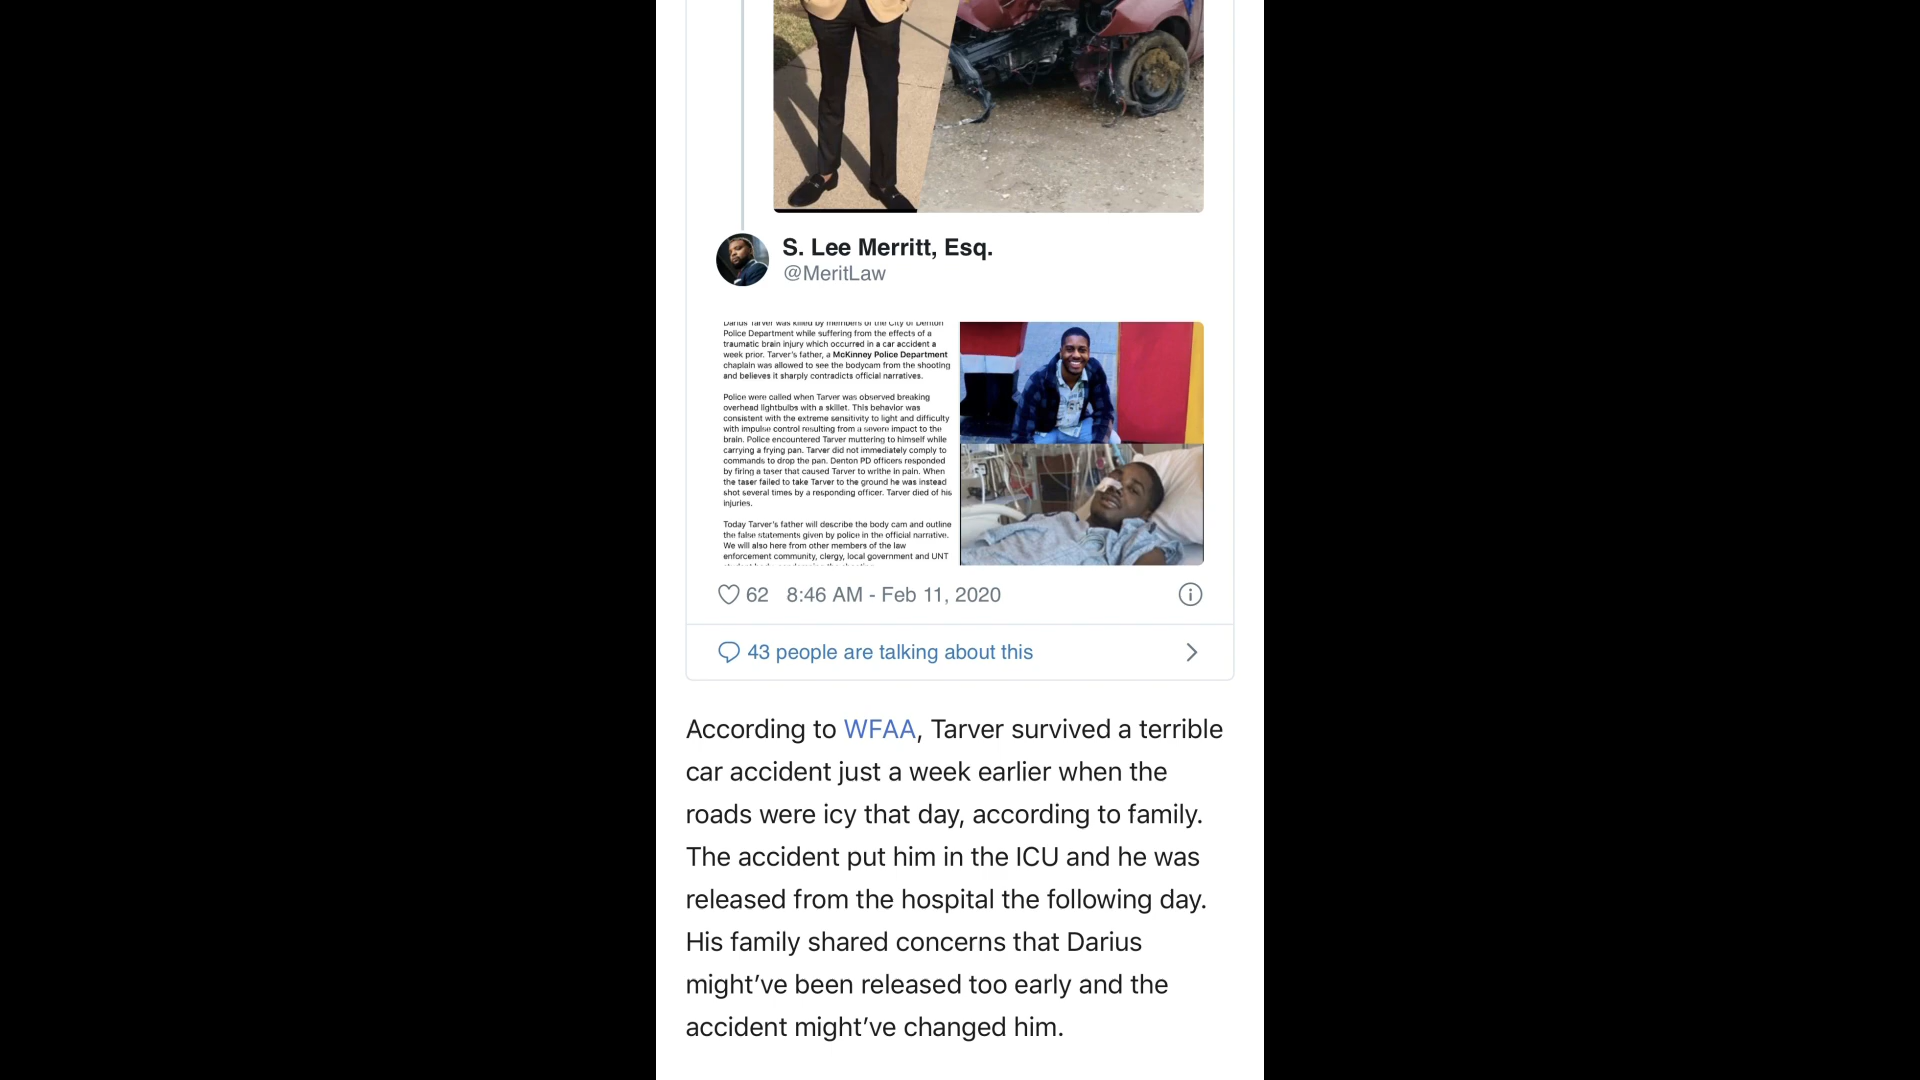 S. Lee Merritt, Esq.
@MeritLaw
Darius Tarver was killed by members of the City of Denton
Police Department while suffering from the effects of a
traumatic brain injury which occurred in a car accident a
week prior. Tarver's father, a McKinney Police Department
chaplain was allowed to see the bodycam from the shooting
and believes it sharply contradicts official narratives.
Police were called when Tarver was observed breaking
overhead lightbulbs with a skillet. This behavior was
consistent with the extreme sensitivity to light and difficulty
with impulse control resulting from a severe impact to the
brain. Police encountered Tarver muttering to himself while
carrying a frying pan. Tarver did not immediately comply to
commands to drop the pan. Denton PD officers responded
by firing a taser that caused Tarver to writhe in pain. When
the taser failed to take Tarver to the ground he was instead
shot several times by a responding officer. Tarver died of his
injuries.
Today Tarver's father will describe the body cam and outline
the false statements given by police in the official narrative.
We will also here from other members of the law
enforcement community, clergy, local government and UNT
62 8:46 AM - Feb 11, 2020
43 people are talking about this
According to WFAA, Tarver survived a terrible
car accident just a week earlier when the
roads were icy that day, according to family.
The accident put him in the ICU and he was
released from the hospital the following day.
His family shared concerns that Darius
might’ve been released too early and the
accident might’ve changed him.